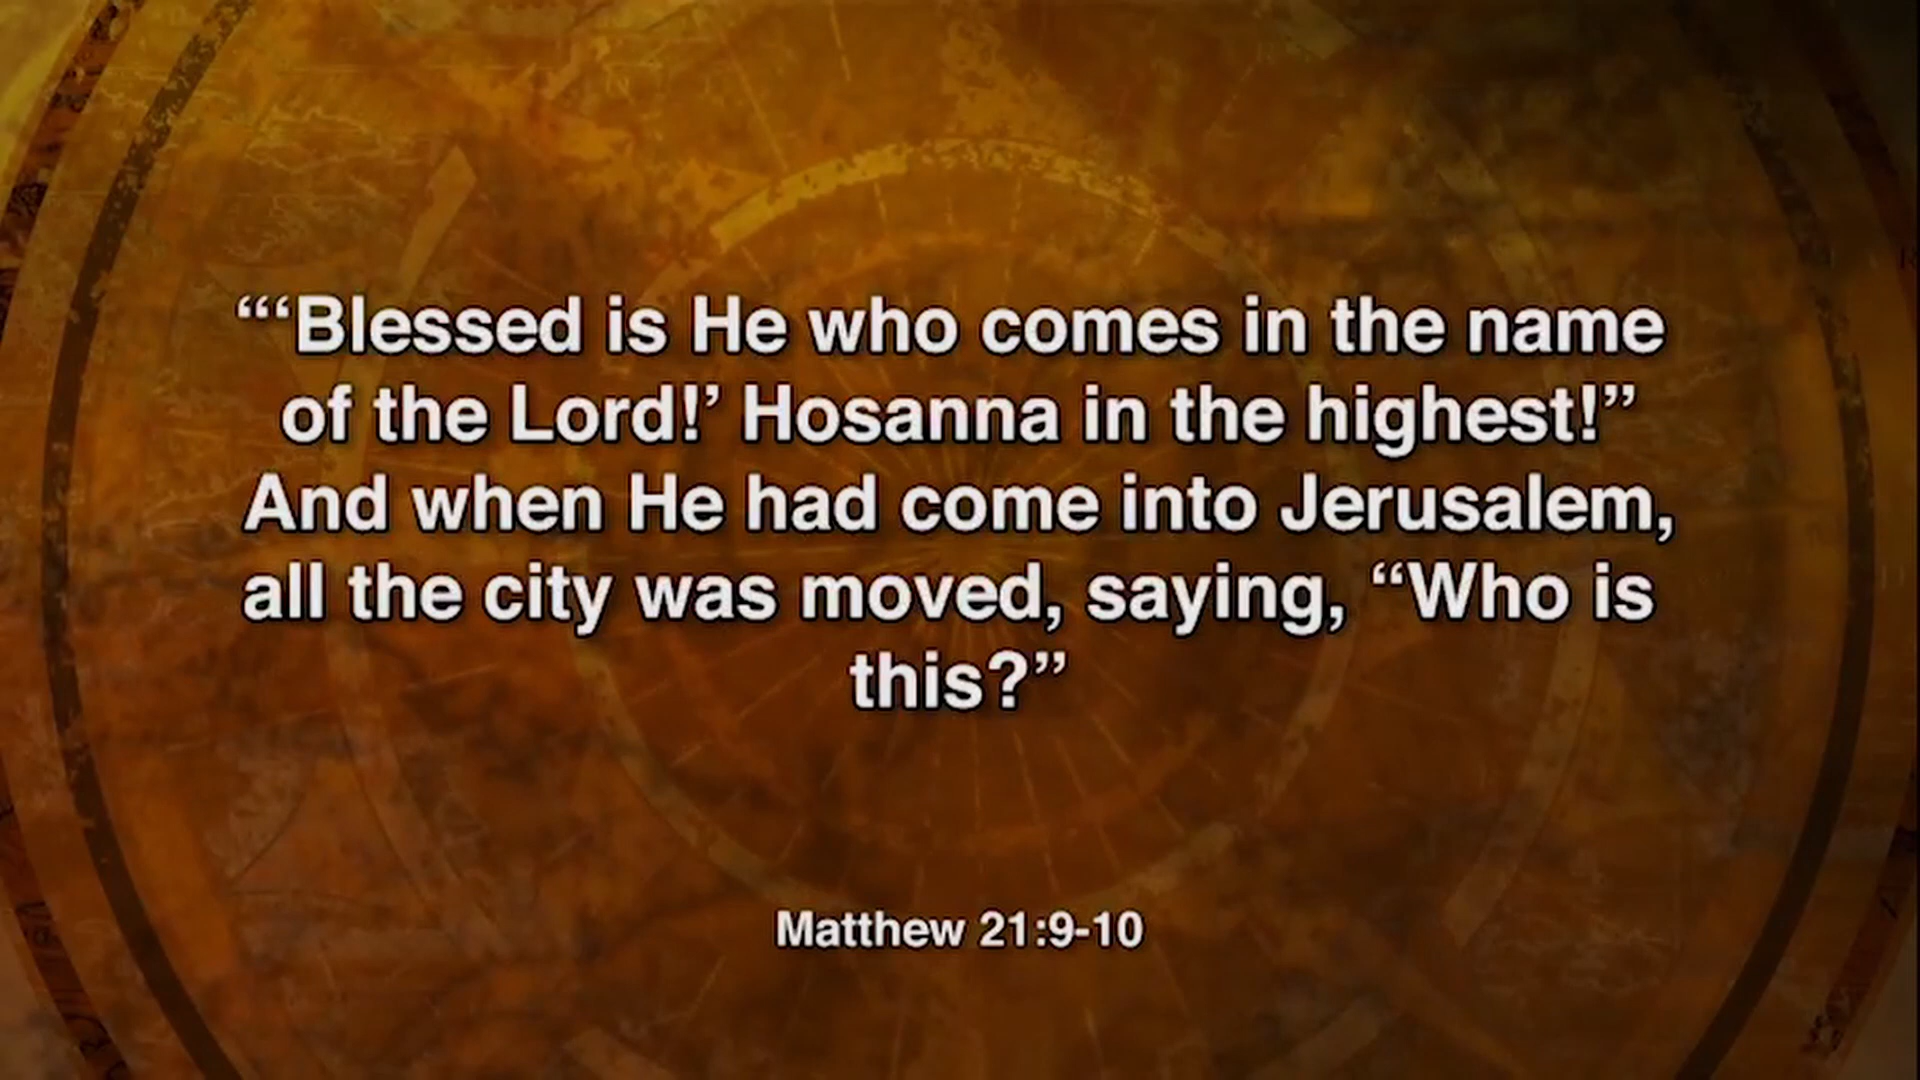 “‘Blessed is He who comes in the name
of the Lord!’ Hosanna in the highest!”
And when He had come into Jerusalem,
all the city was moved, saying, “Who is
this?”
Matthew 21:9-10